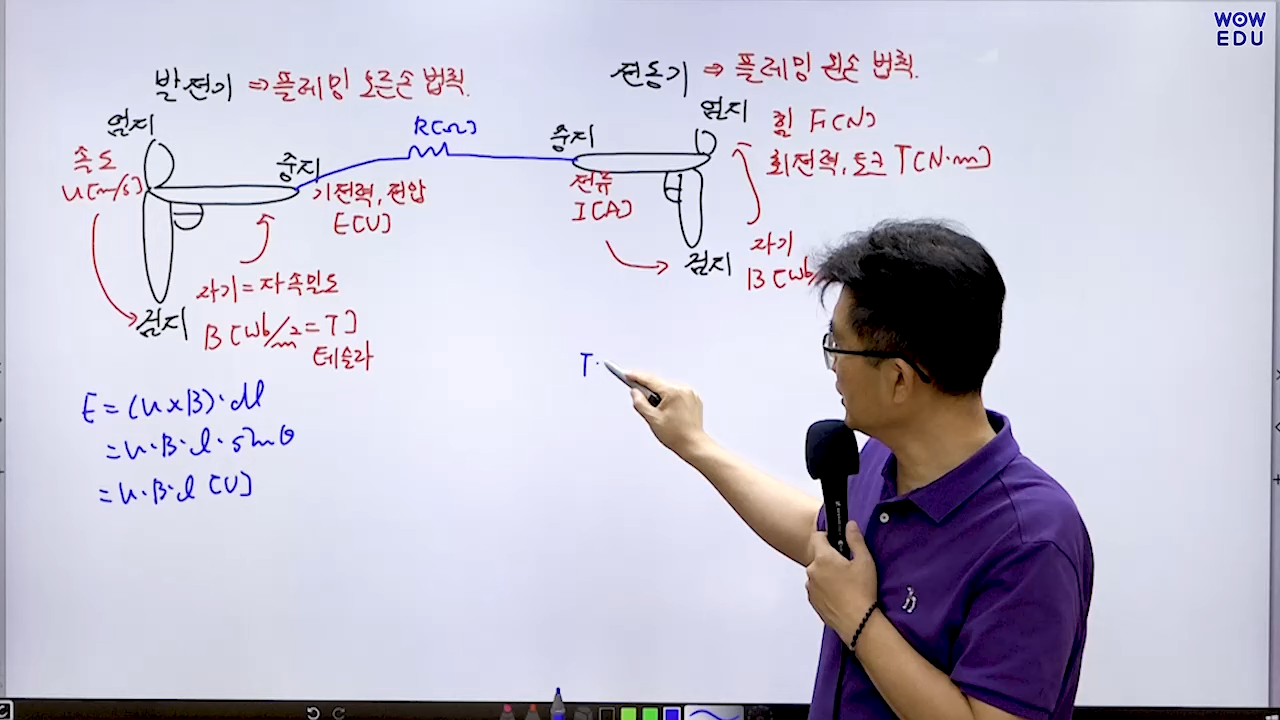 WOW
EDU
발전기 ⇒ 플레밍 오른손 법칙.
엄지
속도
u[m/s]
중지
기전력, 전압
E[V]
자기 = 자속밀도
검지
B[Wb/m² = T]
테슬라
R[Ω]
E = (u×B)·dl
= u·B·l·sinθ
= u·B·l [V]
전동기 ⇒ 플레밍 왼손 법칙.
엄지
힘 F[N]
회전력, 토크 T[N·m]
중지
전류
I[A]
검지
자기
B[Wb/
T·